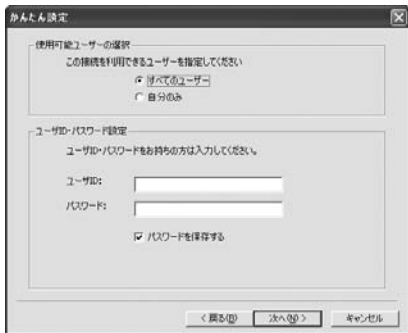 かんたん設定
使用可能ユーザーの選択
この接続を利用できるユーザーを指定してください
すべてのユーザー
自分のみ
ユーザID・パスワード設定
ユーザID・パスワードをお持ちの方は入力してください。
ユーザID:
パスワード:
パスワードを保存する
< 戻る(B) 次へ(N) > キャンセル